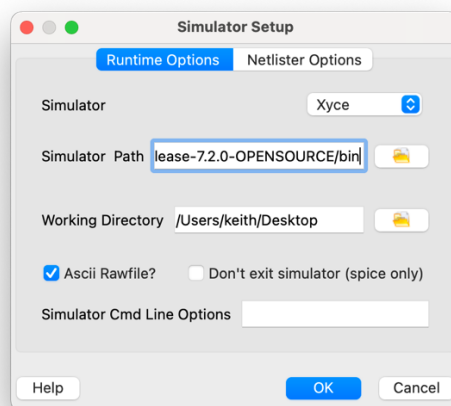 Simulator Setup
Runtime Options Netlister Options
Simulator Xyce
Simulator Path lease-7.2.0-OPENSOURCE/bin
Working Directory /Users/keith/Desktop
Ascii Rawfile? Don't exit simulator (spice only)
Simulator Cmd Line Options
Help OK Cancel